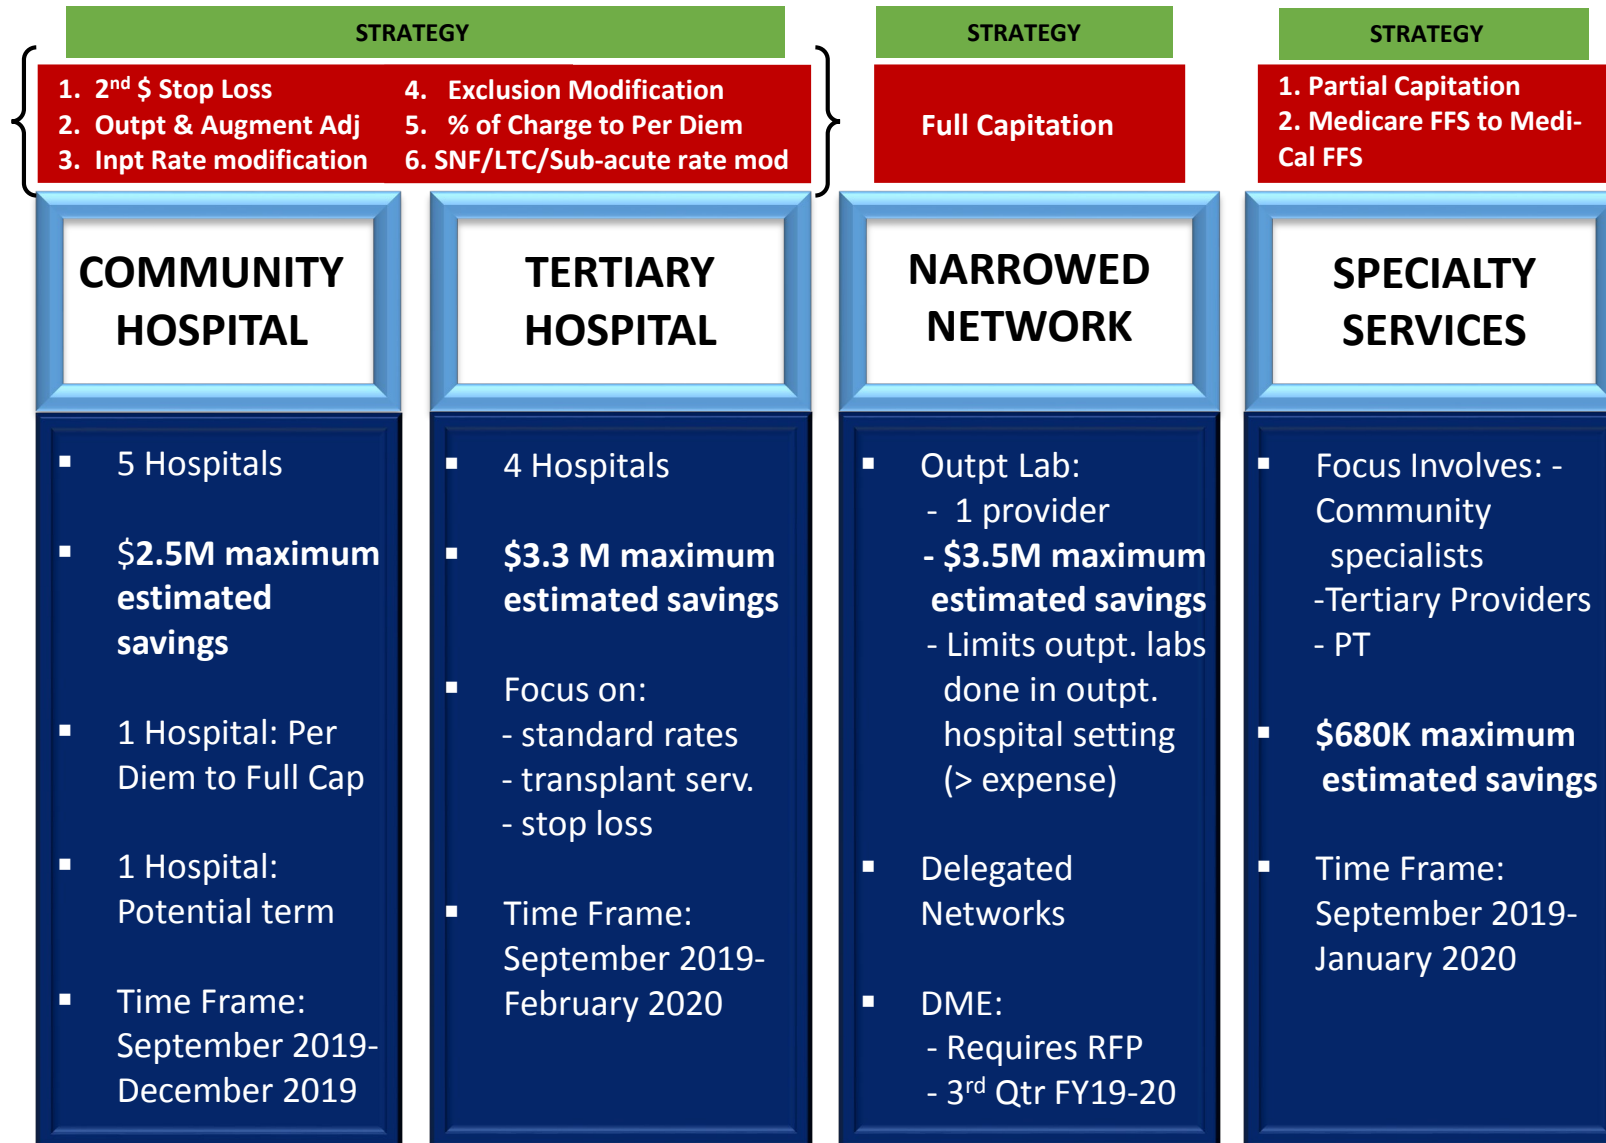 STRATEGY
1. 2nd $ Stop Loss
2. Outpt & Augment Adj
3. Inpt Rate modification
4. Exclusion Modification
5. % of Charge to Per Diem
6. SNF/LTC/Sub-acute rate mod
STRATEGY
Full Capitation
STRATEGY
1. Partial Capitation
2. Medicare FFS to Medi-
Cal FFS
COMMUNITY
HOSPITAL
▪ 5 Hospitals
▪ $2.5M maximum
estimated
savings
▪ 1 Hospital: Per
Diem to Full Cap
▪ 1 Hospital:
Potential term
▪ Time Frame:
September 2019-
December 2019
TERTIARY
HOSPITAL
▪ 4 Hospitals
▪ $3.3 M maximum
estimated savings
▪ Focus on:
- standard rates
- transplant serv.
- stop loss
▪ Time Frame:
September 2019-
February 2020
NARROWED
NETWORK
▪ Outpt Lab:
- 1 provider
- $3.5M maximum
estimated savings
- Limits outpt. labs
done in outpt.
hospital setting
(> expense)
▪ Delegated
Networks
▪ DME:
- Requires RFP
- 3rd Qtr FY19-20
SPECIALTY
SERVICES
▪ Focus Involves: -
Community
specialists
-Tertiary Providers
- PT
▪ $680K maximum
estimated savings
▪ Time Frame:
September 2019-
January 2020